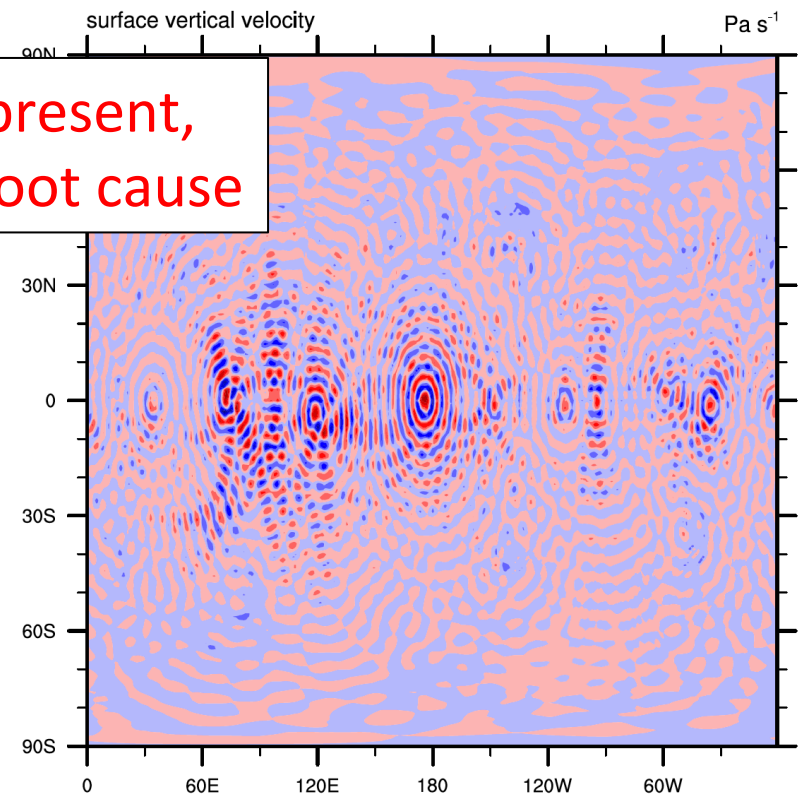 surface vertical velocity
Pa s-1
90N
present,
oot cause
30N
0
30S
60S
90S
0 60E 120E 180 120W 60W